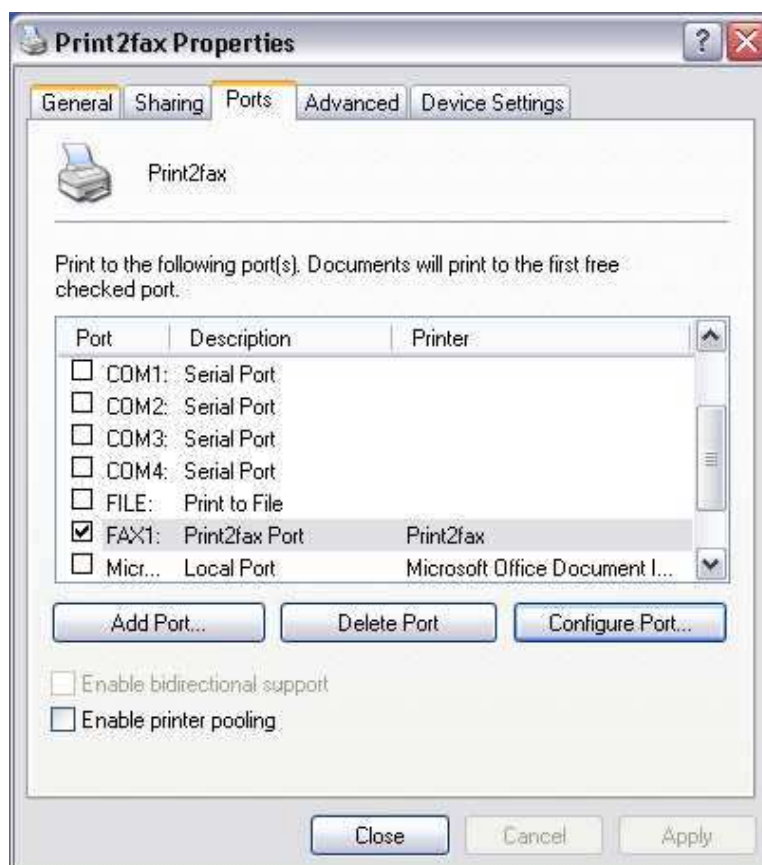 Print2fax Properties
General Sharing Ports Advanced Device Settings
Print2fax
Print to the following port(s). Documents will print to the first free
checked port.
Port Description Printer
COM1: Serial Port
COM2: Serial Port
COM3: Serial Port
COM4: Serial Port
FILE: Print to File
FAX1: Print2fax Port Print2fax
Micr... Local Port Microsoft Office Document I...
Add Port... Delete Port Configure Port...
Enable bidirectional support
Enable printer pooling
Close Cancel Apply